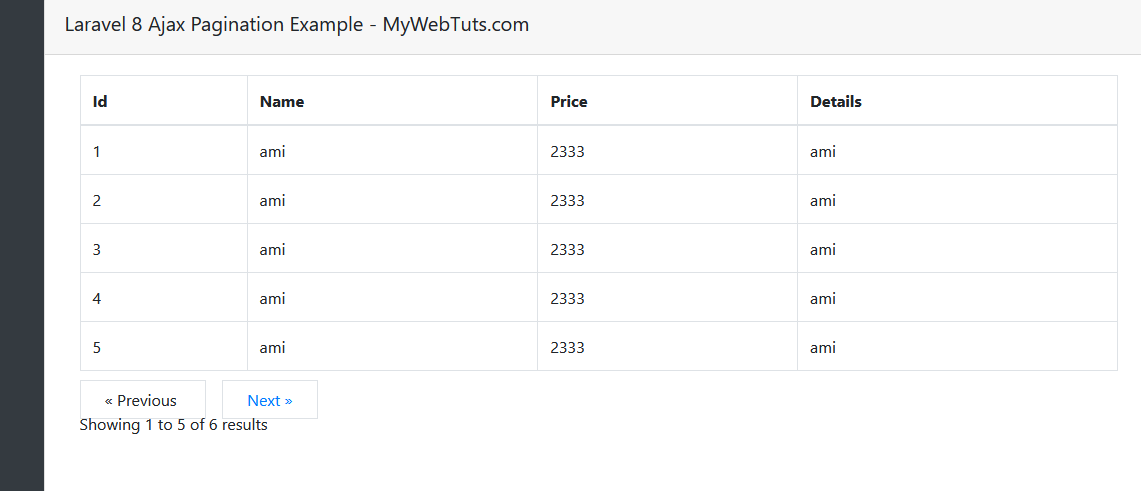 Laravel 8 Ajax Pagination Example - MyWebTuts.com
Id Name Price Details
1 ami 2333 ami
2 ami 2333 ami
3 ami 2333 ami
4 ami 2333 ami
5 ami 2333 ami
« Previous Next »
Showing 1 to 5 of 6 results